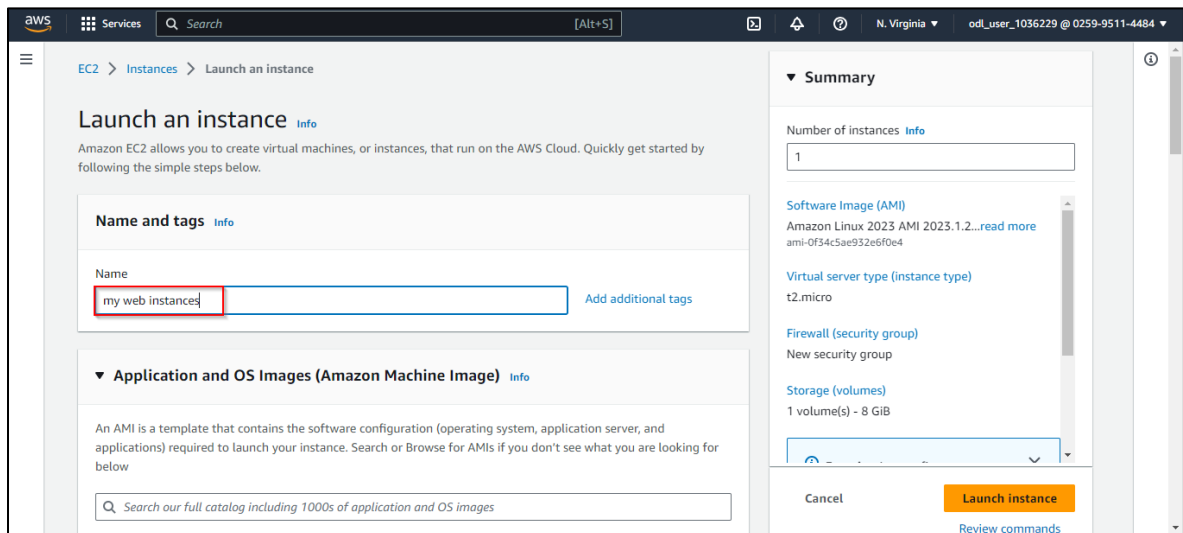 aws
Services
Search [Alt+S]
N. Virginia
odl_user_1036229 @ 0259-9511-4484
EC2 > Instances > Launch an instance
Launch an instance Info
Amazon EC2 allows you to create virtual machines, or instances, that run on the AWS Cloud. Quickly get started by
following the simple steps below.
Name and tags Info
Name
my web instances
Add additional tags
Application and OS Images (Amazon Machine Image) Info
An AMI is a template that contains the software configuration (operating system, application server, and
applications) required to launch your instance. Search or Browse for AMIs if you don't see what you are looking for
below
Search our full catalog including 1000s of application and OS images
Summary
Number of instances Info
1
Software Image (AMI)
Amazon Linux 2023 AMI 2023.1.2...read more
ami-0f34c5ae932e6f0e4
Virtual server type (instance type)
t2.micro
Firewall (security group)
New security group
Storage (volumes)
1 volume(s) - 8 GiB
Cancel
Launch instance
Review commands